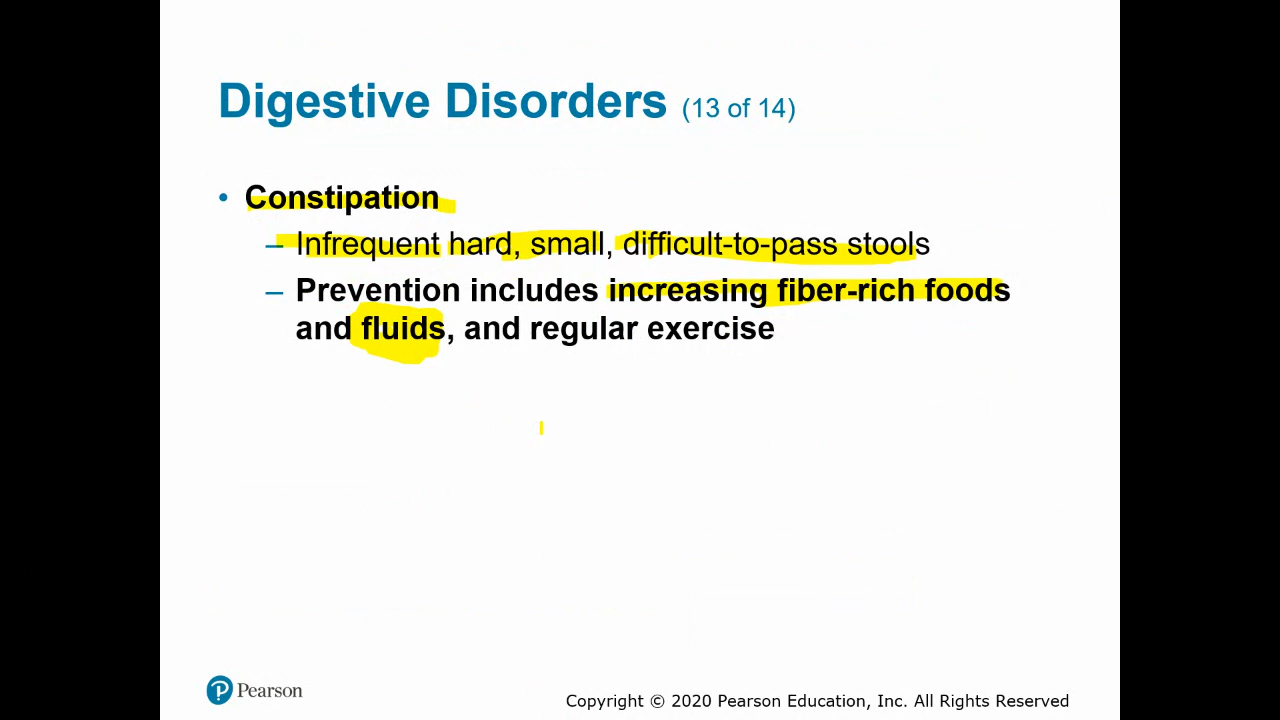 Digestive Disorders (13 of 14)
• Constipation
– Infrequent hard, small, difficult-to-pass stools
– Prevention includes increasing fiber-rich foods
and fluids, and regular exercise
P Pearson
Copyright © 2020 Pearson Education, Inc. All Rights Reserved